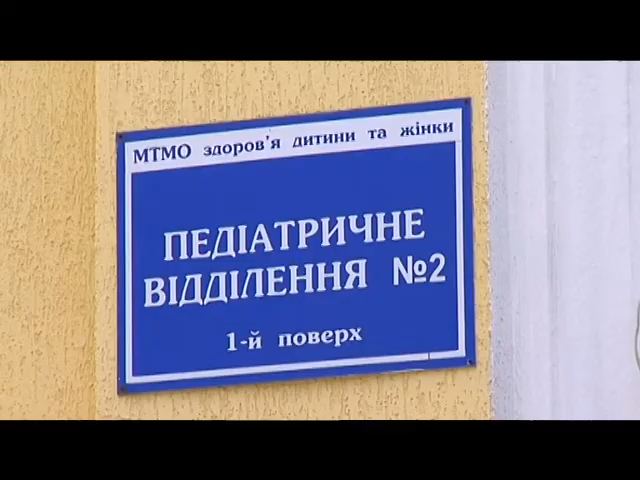 МТМО здоров'я дитини та жінки
ПЕДІАТРИЧНЕ
ВІДДІЛЕННЯ №2
1-й поверх